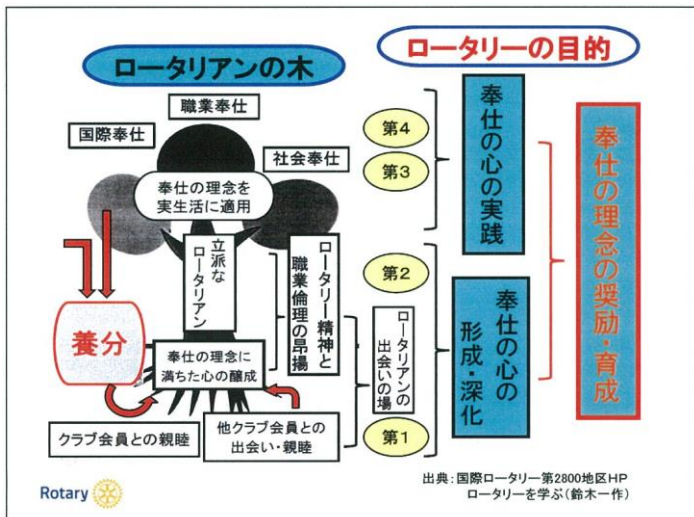 ロータリアンの木
ロータリーの目的
職業奉仕
国際奉仕
社会奉仕
奉仕の理念を
実生活に適用
立派な
ロータリアン
ロータリー精神と
職業倫理の昂揚
養分
奉仕の理念に
満ちた心の醸成
ロータリアンの
出会いの場
クラブ会員との親睦
他クラブ会員との
出会い・親睦
第4
第3
第2
第1
奉仕の心の実践
奉仕の心の
形成・深化
奉仕の理念の奨励・育成
出典:国際ロータリー第2800地区HP
ロータリーを学ぶ(鈴木一作)
Rotary